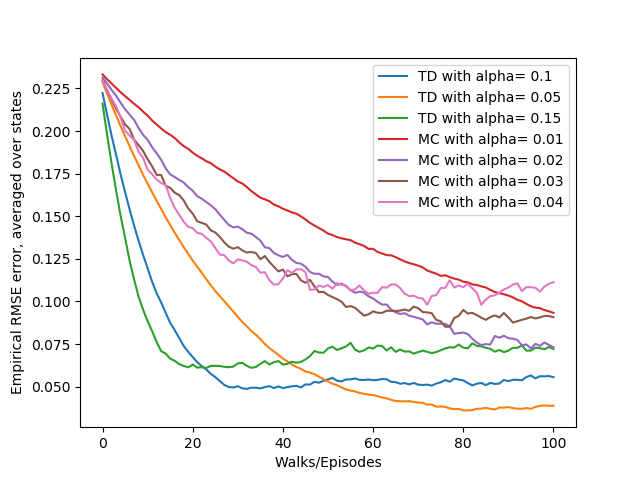 TD with alpha= 0.1
TD with alpha= 0.05
TD with alpha= 0.15
MC with alpha= 0.01
MC with alpha= 0.02
MC with alpha= 0.03
MC with alpha= 0.04
Empirical RMSE error, averaged over states
0.225
0.200
0.175
0.150
0.125
0.100
0.075
0.050
0 20 40 60 80 100
Walks/Episodes